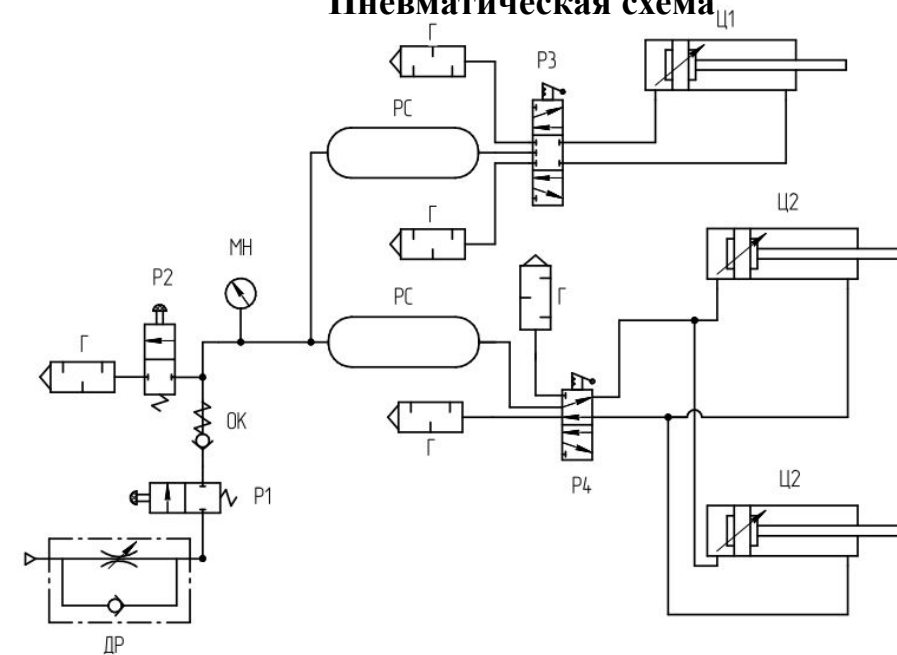 Пневматическая схема
Ц1
Г
Р3
РС
Г
Ц2
МН
Р2
РС
Г
Г
ОК
Г
Р4
Ц2
Р1
ДР